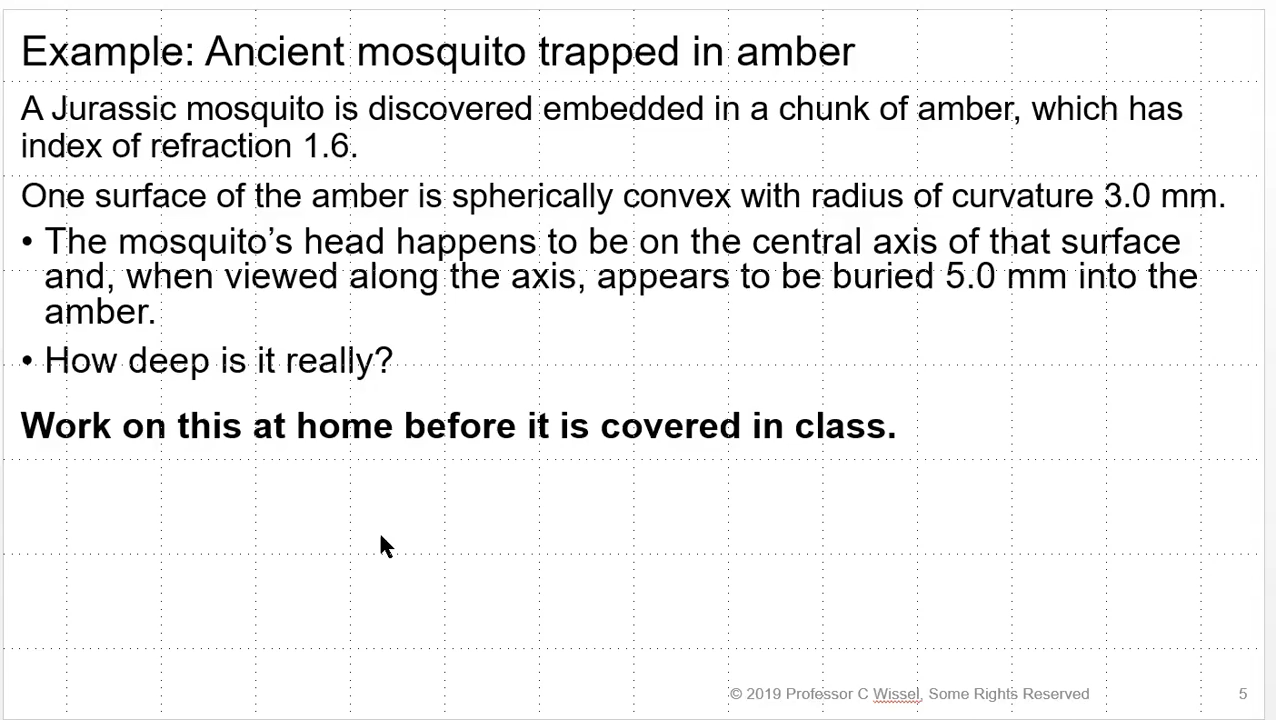 Example: Ancient mosquito trapped in amber
A Jurassic mosquito is discovered embedded in a chunk of amber, which has
index of refraction 1.6.
One surface of the amber is spherically convex with radius of curvature 3.0 mm.
• The mosquito's head happens to be on the central axis of that surface
and, when viewed along the axis, appears to be buried 5.0 mm into the
amber.
• How deep is it really?
Work on this at home before it is covered in class.
© 2019 Professor C Wissel, Some Rights Reserved
5